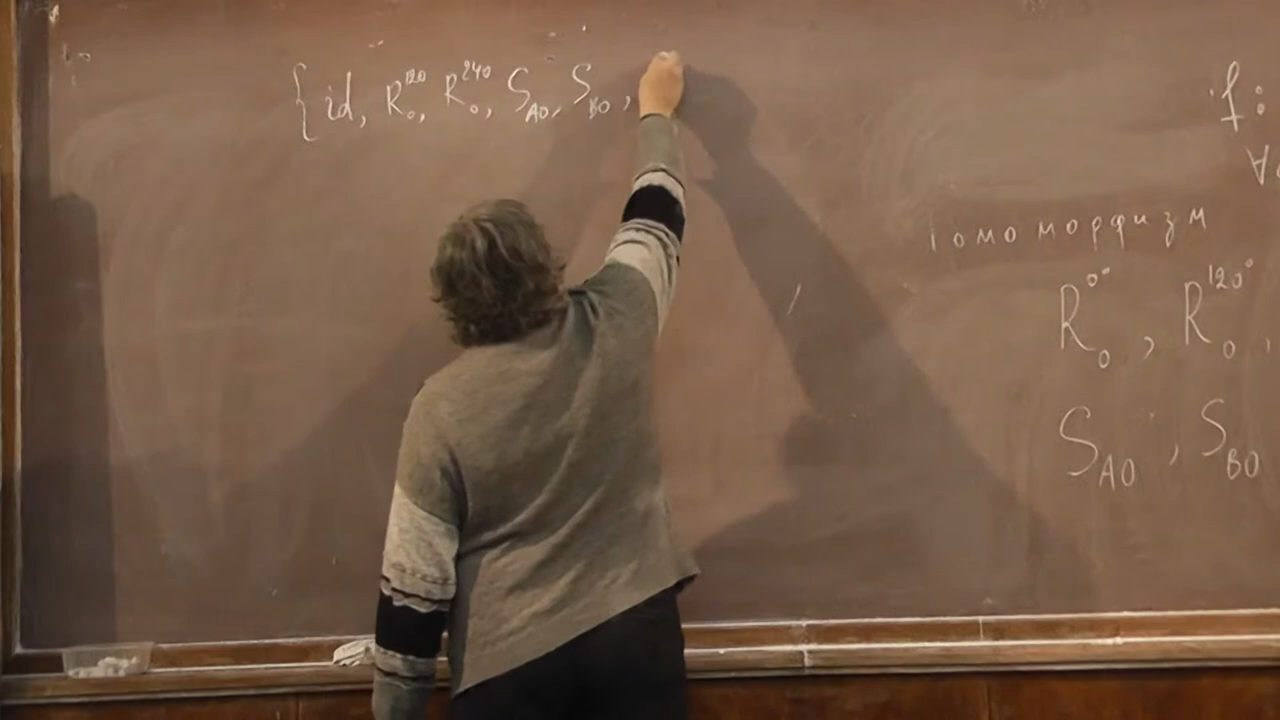 { id, R₀¹²⁰, R₀²⁴⁰, S_AO, S_BO,
f:
∀
Гомоморфизм
R₀⁰°, R₀¹²⁰°,
S_AO, S_BO